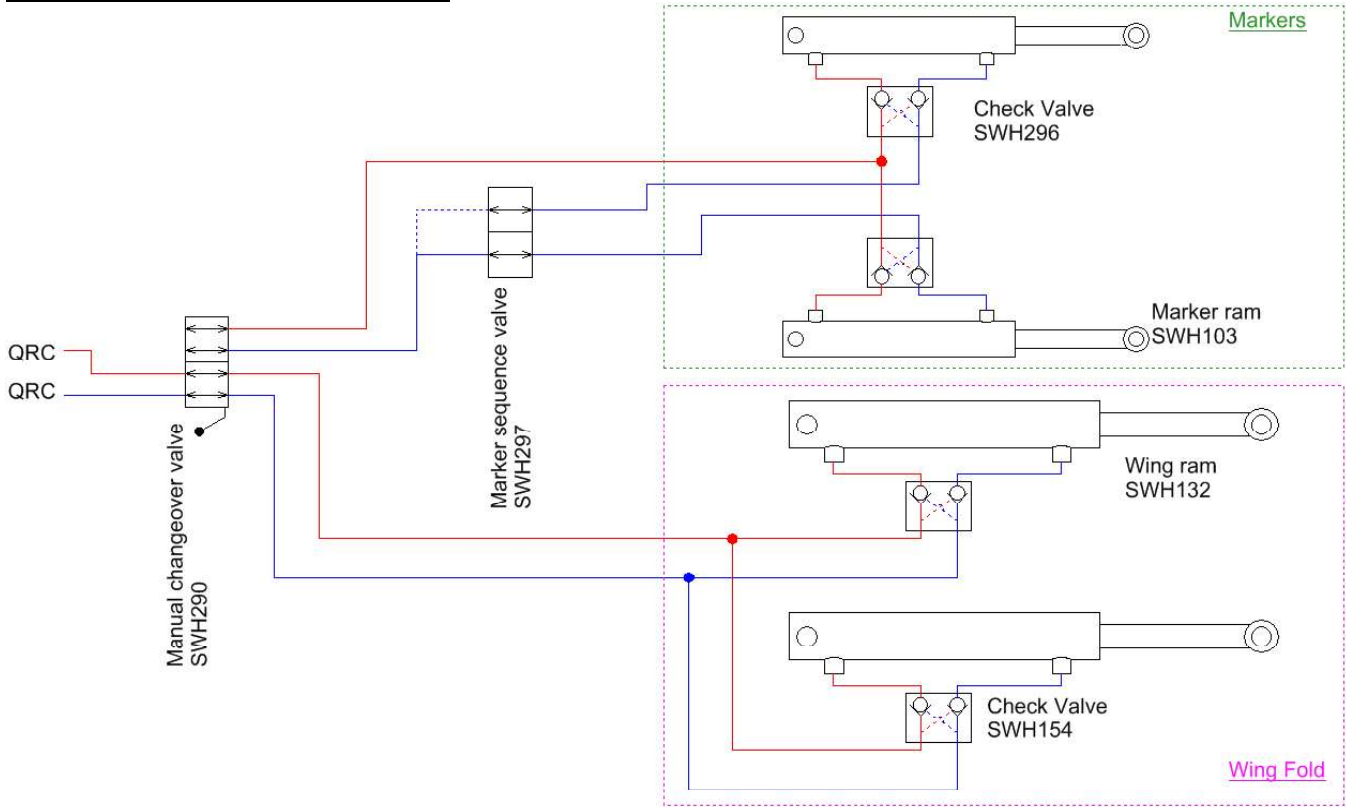 Markers
Check Valve
SWH296
Marker sequence valve
SWH297
Marker ram
SWH103
QRC
QRC
Manual changeover valve
SWH290
Wing ram
SWH132
Check Valve
SWH154
Wing Fold